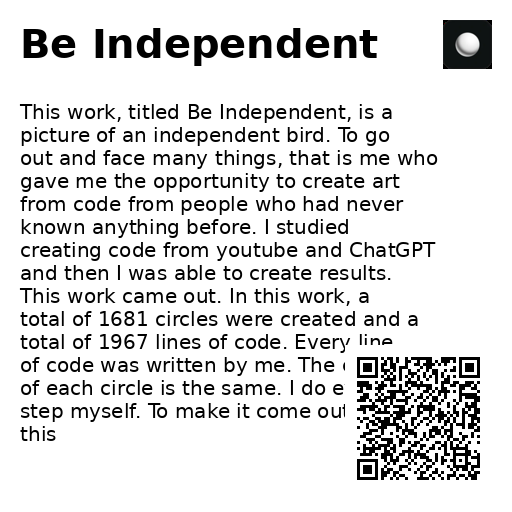 Be Independent
This work, titled Be Independent, is a
picture of an independent bird. To go
out and face many things, that is me who
gave me the opportunity to create art
from code from people who had never
known anything before. I studied
creating code from youtube and ChatGPT
and then I was able to create results.
This work came out. In this work, a
total of 1681 circles were created and a
total of 1967 lines of code. Every line
of code was written by me. The
of each circle is the same. I do
step myself. To make it come out
this